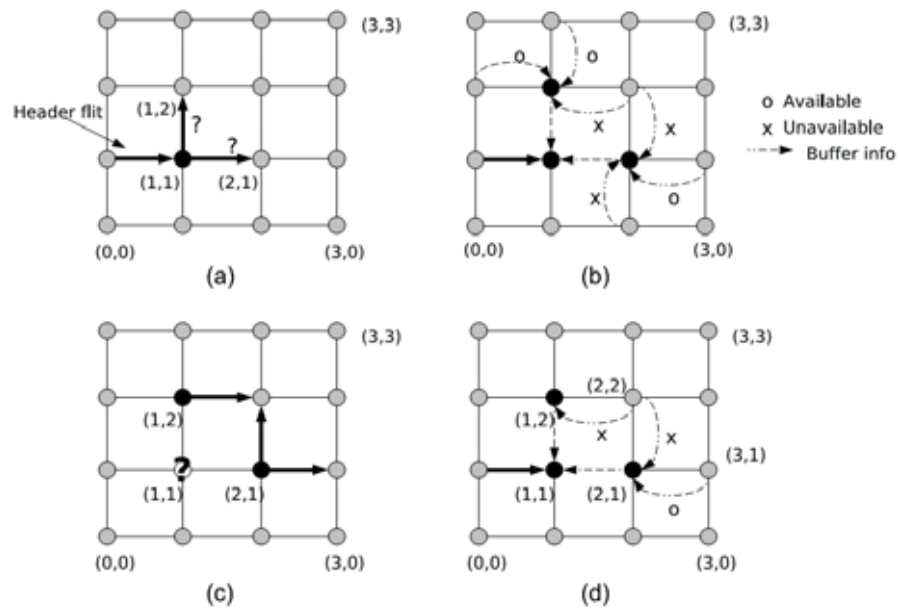 (3,3)
Header flit
(1,2)
?
?
(1,1)
(2,1)
(0,0)
(3,0)
(a)
(3,3)
o
o
x
x
x
o
(0,0)
(3,0)
(b)
o Available
x Unavailable
Buffer info
(3,3)
(1,2)
?
(1,1)
(2,1)
(0,0)
(3,0)
(c)
(3,3)
(2,2)
(1,2)
x
x
(3,1)
(1,1)
(2,1)
o
(0,0)
(3,0)
(d)